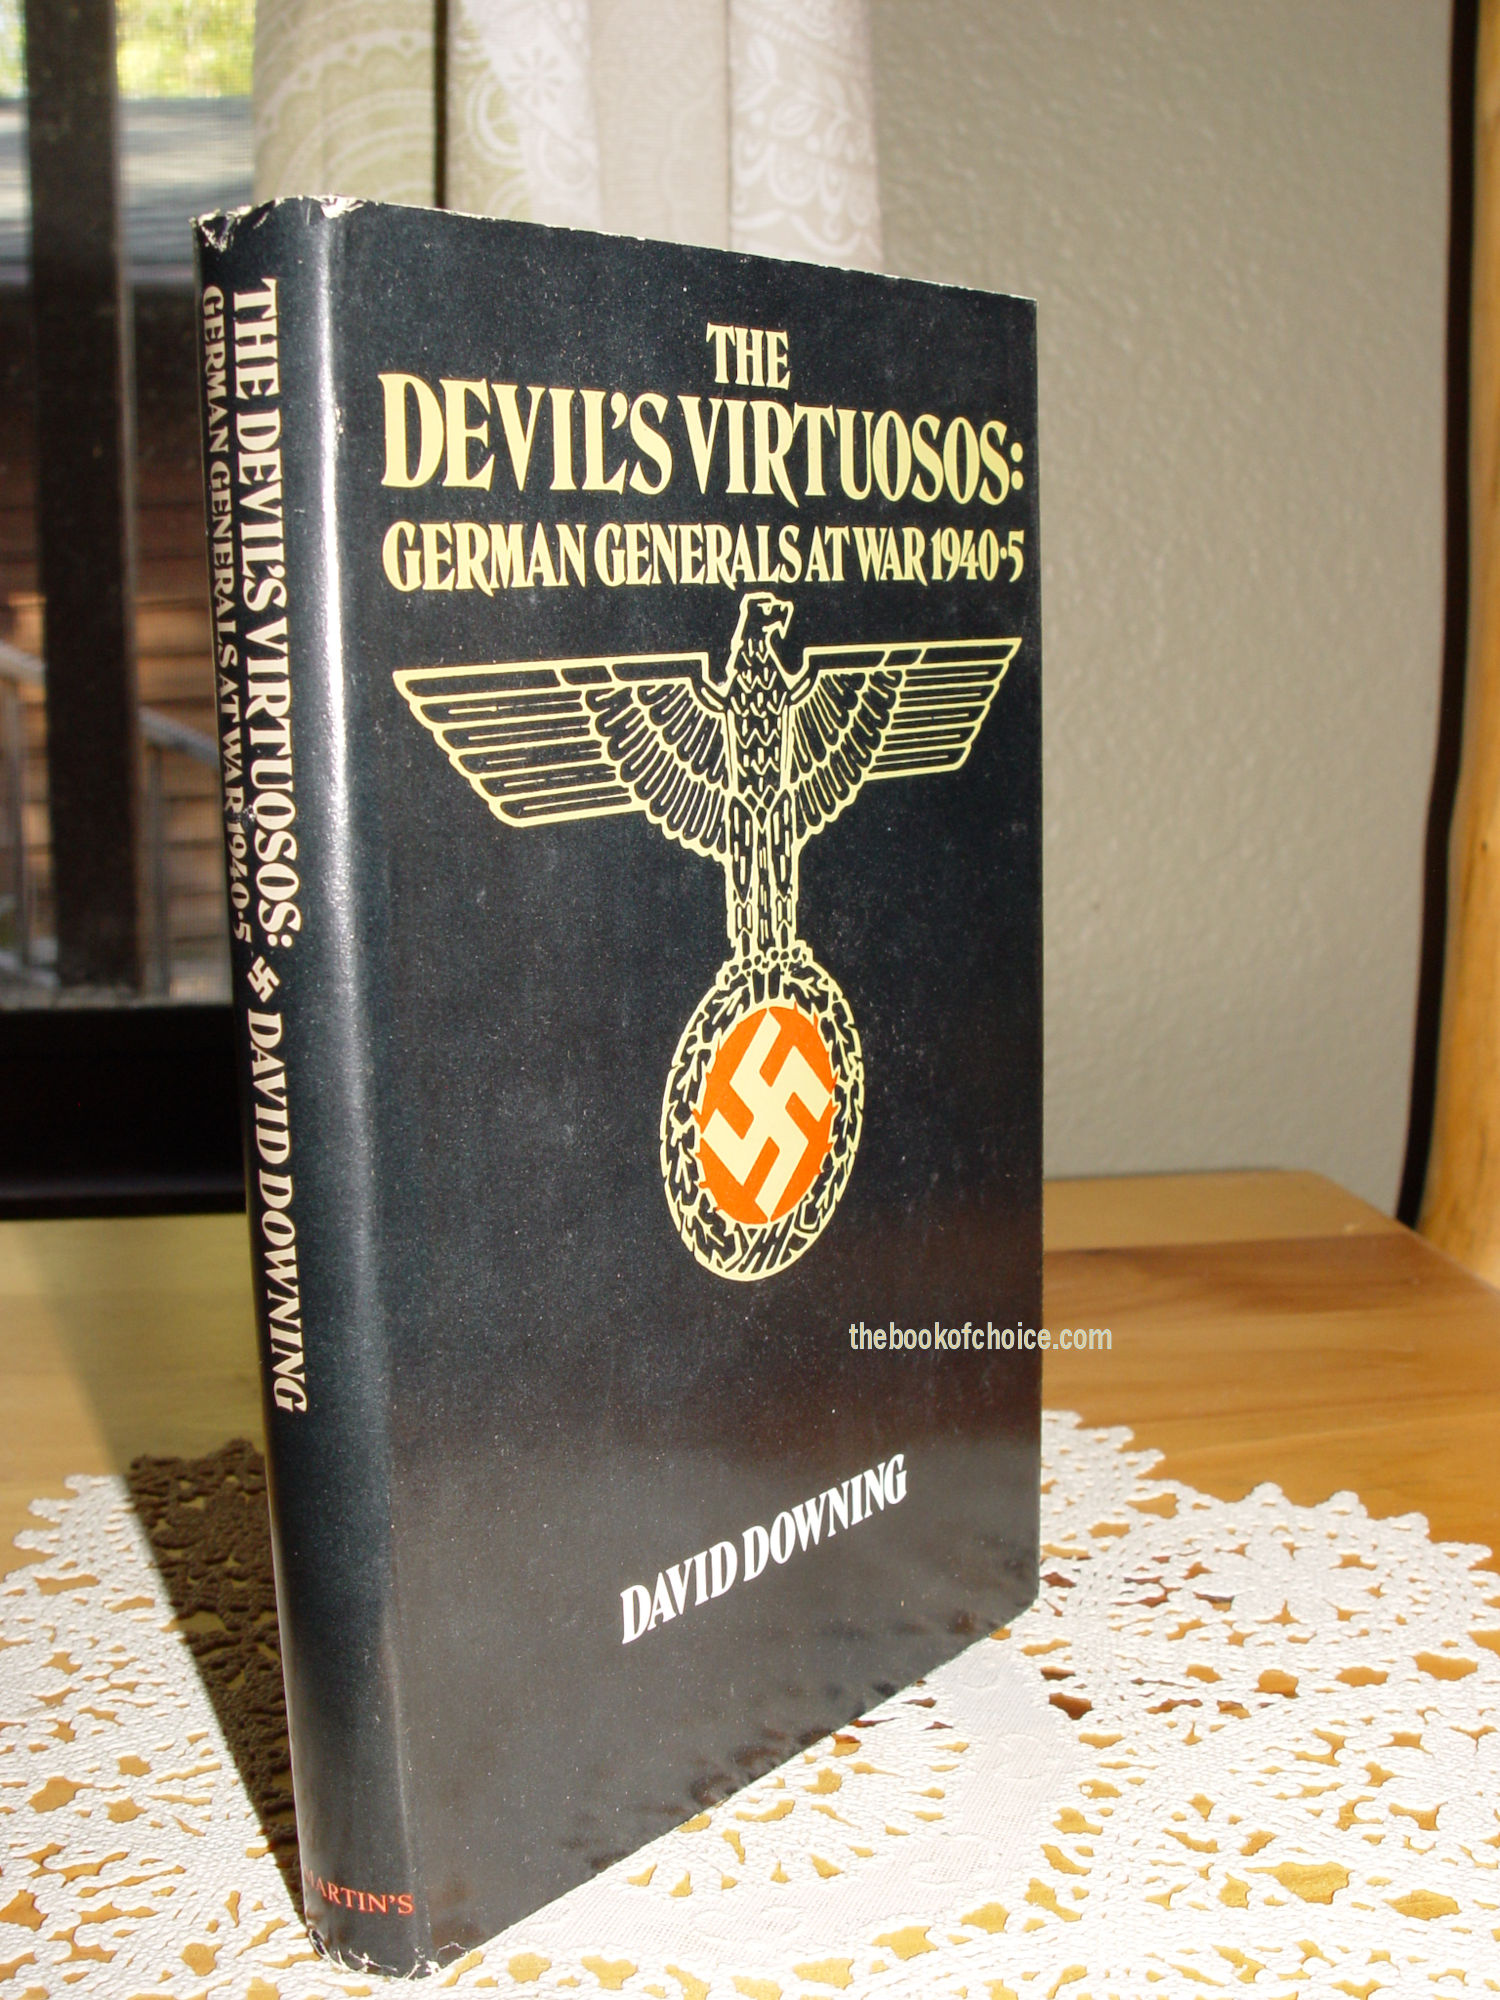 THE
DEVIL'S VIRTUOSOS:
GERMAN GENERALS AT WAR 1940·5
DAVID DOWNING
THE DEVIL'S VIRTUOSOS:
GERMAN GENERALS AT WAR 1940·5
DAVID DOWNING
MARTIN'S
thebookofchoice.com